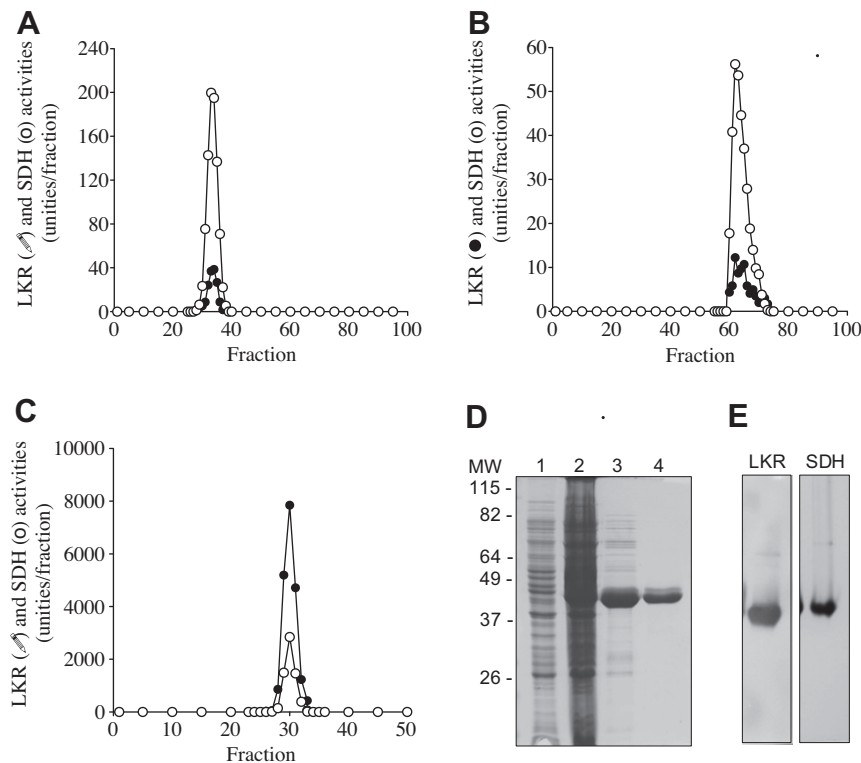 A
LKR (✎) and SDH (o) activities
(unities/fraction)
240
200
160
120
80
40
0
0 20 40 60 80 100
Fraction
B
LKR (●) and SDH (o) activities
(unities/fraction)
60
50
40
30
20
10
0
0 20 40 60 80 100
Fraction
C
LKR (✎) and SDH (o) activities
(unities/fraction)
10000
8000
6000
4000
2000
0
0 10 20 30 40 50
Fraction
D
MW 1 2 3 4
115 -
82 -
64 -
49 -
37 -
26 -
E
LKR SDH